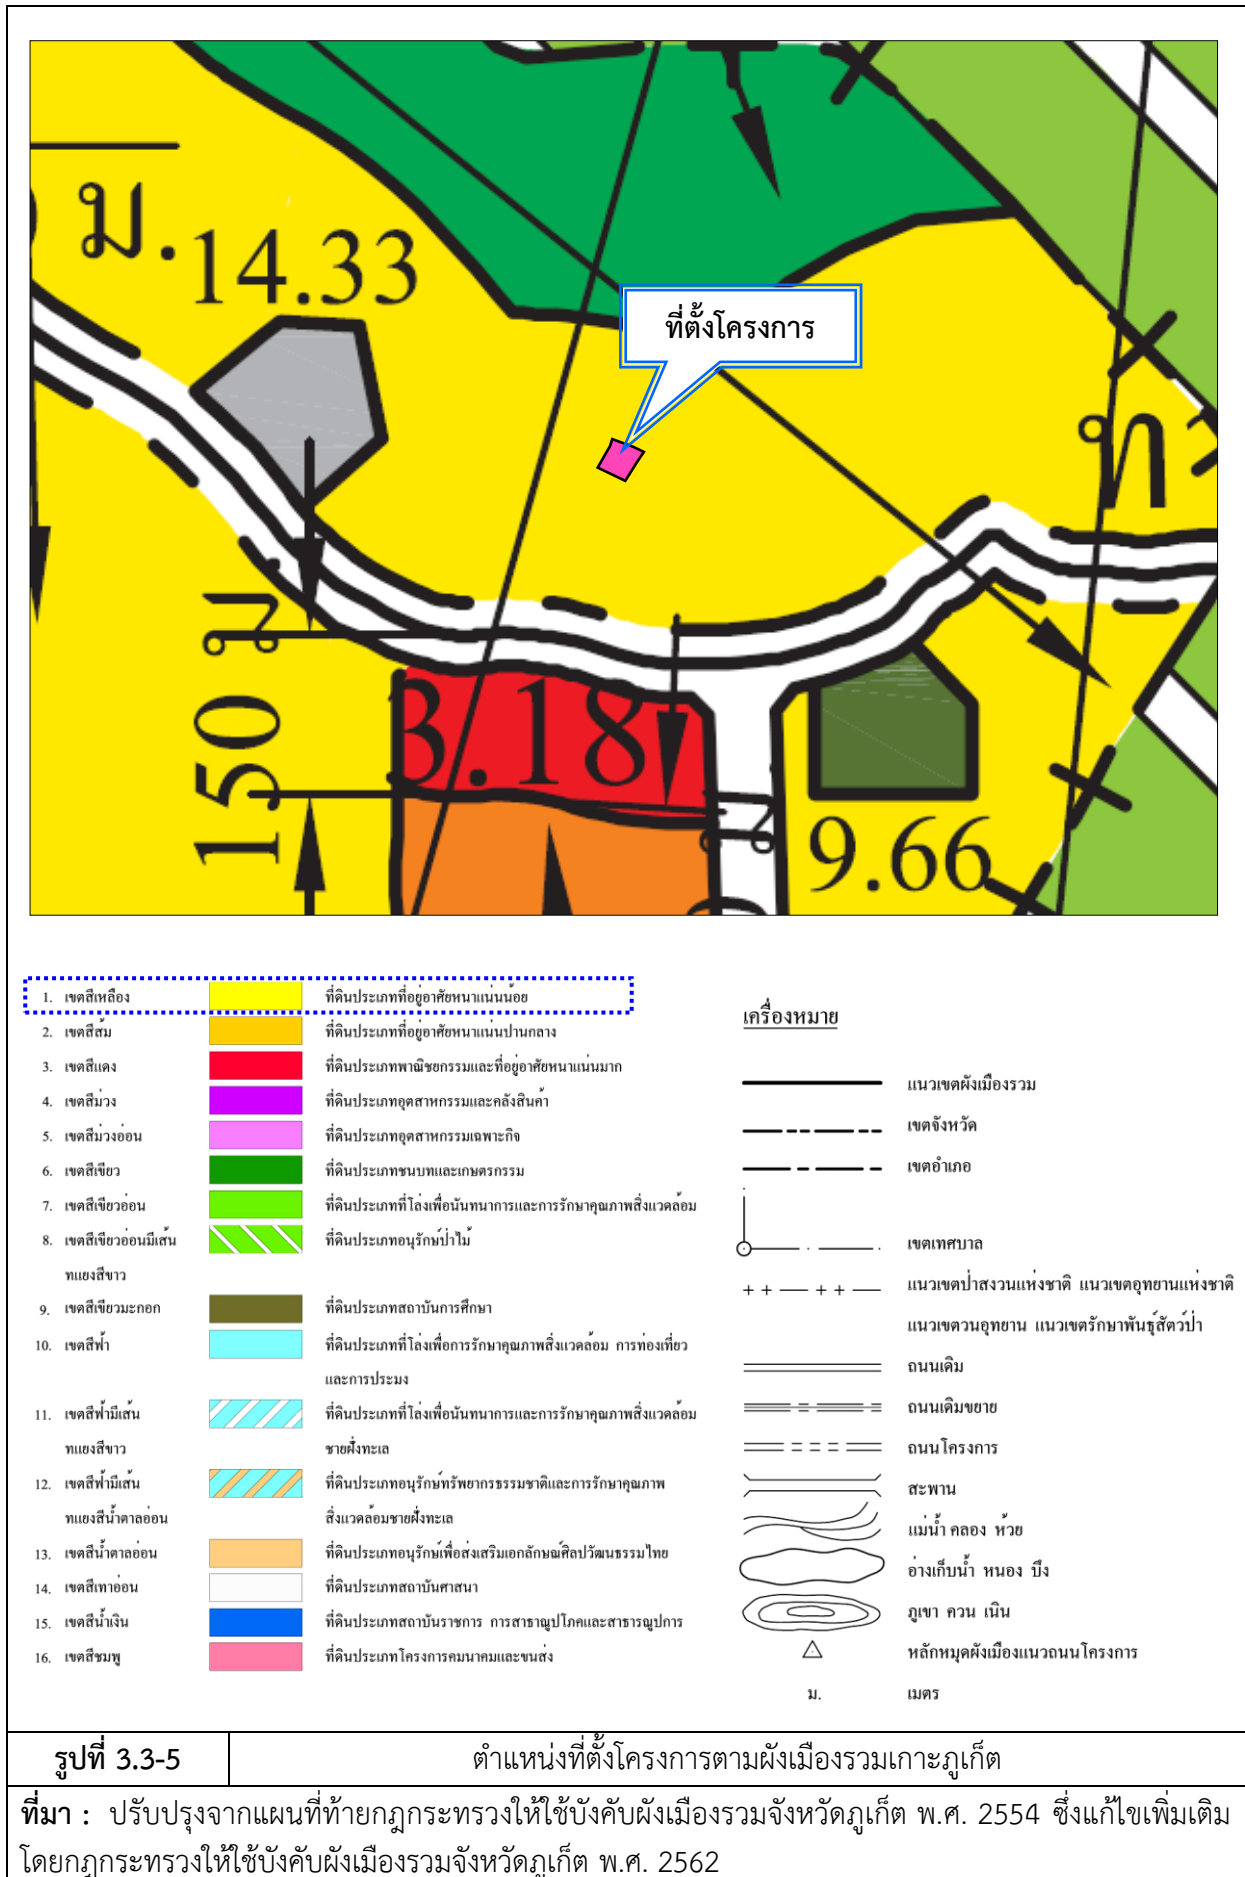 ม.
14.33
ที่ตั้งโครงการ
ท
150 ม
3.18
9.66
1. เขตสีเหลือง ที่ดินประเภทที่อยู่อาศัยหนาแน่นน้อย
2. เขตสีส้ม ที่ดินประเภทที่อยู่อาศัยหนาแน่นปานกลาง
3. เขตสีแดง ที่ดินประเภทพาณิชยกรรมและที่อยู่อาศัยหนาแน่นมาก
4. เขตสีม่วง ที่ดินประเภทอุตสาหกรรมและคลังสินค้า
5. เขตสีม่วงอ่อน ที่ดินประเภทอุตสาหกรรมเฉพาะกิจ
6. เขตสีเขียว ที่ดินประเภทชนบทและเกษตรกรรม
7. เขตสีเขียวอ่อน ที่ดินประเภทที่โล่งเพื่อนันทนาการและการรักษาคุณภาพสิ่งแวดล้อม
8. เขตสีเขียวอ่อนมีเส้น ที่ดินประเภทอนุรักษ์ป่าไม้
ทแยงสีขาว
9. เขตสีเขียวมะกอก ที่ดินประเภทสถาบันการศึกษา
10. เขตสีฟ้า ที่ดินประเภทที่โล่งเพื่อการรักษาคุณภาพสิ่งแวดล้อม การท่องเที่ยว
และการประมง
11. เขตสีฟ้ามีเส้น ที่ดินประเภทที่โล่งเพื่อนันทนาการและการรักษาคุณภาพสิ่งแวดล้อม
ทแยงสีขาว ชายฝั่งทะเล
12. เขตสีฟ้ามีเส้น ที่ดินประเภทอนุรักษ์ทรัพยากรธรรมชาติและการรักษาคุณภาพ
ทแยงสีน้ำตาลอ่อน สิ่งแวดล้อมชายฝั่งทะเล
13. เขตสีน้ำตาลอ่อน ที่ดินประเภทอนุรักษ์เพื่อส่งเสริมเอกลักษณ์ศิลปวัฒนธรรมไทย
14. เขตสีเทาอ่อน ที่ดินประเภทสถาบันศาสนา
15. เขตสีน้ำเงิน ที่ดินประเภทสถาบันราชการ การสาธาณูปโภคและสาธารณูปการ
16. เขตสีชมพู ที่ดินประเภทโครงการคมนาคมและขนส่ง
เครื่องหมาย
แนวเขตผังเมืองรวม
เขตจังหวัด
เขตอำเภอ
เขตเทศบาล
แนวเขตป่าสงวนแห่งชาติ แนวเขตอุทยานแห่งชาติ
แนวเขตวนอุทยาน แนวเขตรักษาพันธุ์สัตว์ป่า
ถนนเดิม
ถนนเดิมขยาย
ถนนโครงการ
สะพาน
แม่น้ำ คลอง ห้วย
อ่างเก็บน้ำ หนอง บึง
ภูเขา ควน เนิน
หลักหมุดผังเมืองแนวถนนโครงการ
ม. เมตร
รูปที่ 3.3-5 ตำแหน่งที่ตั้งโครงการตามผังเมืองรวมเกาะภูเก็ต
ที่มา : ปรับปรุงจากแผนที่ท้ายกฎกระทรวงให้ใช้บังคับผังเมืองรวมจังหวัดภูเก็ต พ.ศ. 2554 ซึ่งแก้ไขเพิ่มเติม
โดยกฎกระทรวงให้ใช้บังคับผังเมืองรวมจังหวัดภูเก็ต พ.ศ. 2562